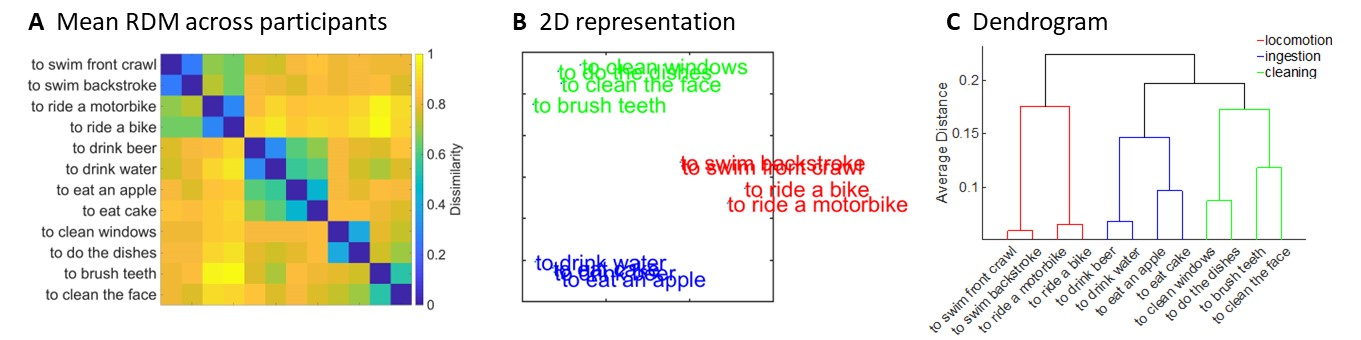 A Mean RDM across participants
to swim front crawl
to swim backstroke
to ride a motorbike
to ride a bike
to drink beer
to drink water
to eat an apple
to eat cake
to clean windows
to do the dishes
to brush teeth
to clean the face
1
0.8
0.6
0.4
0.2
0
Dissimilarity
B 2D representation
to clean windows
to do the dishes
to clean the face
to brush teeth
to swim backstroke
to swim front crawl
to ride a bike
to ride a motorbike
to drink water
to eat cake
to drink beer
to eat an apple
C Dendrogram
locomotion
ingestion
cleaning
Average Distance
0.2
0.15
0.1
to swim front crawl
to swim backstroke
to ride a motorbike
to ride a bike
to drink beer
to drink water
to eat an apple
to eat cake
to clean windows
to do the dishes
to brush teeth
to clean the face